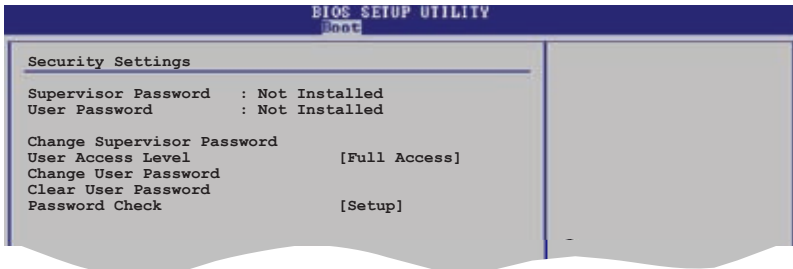 BIOS SETUP UTILITY
Boot
Security Settings
Supervisor Password : Not Installed
User Password : Not Installed
Change Supervisor Password
User Access Level [Full Access]
Change User Password
Clear User Password
Password Check [Setup]